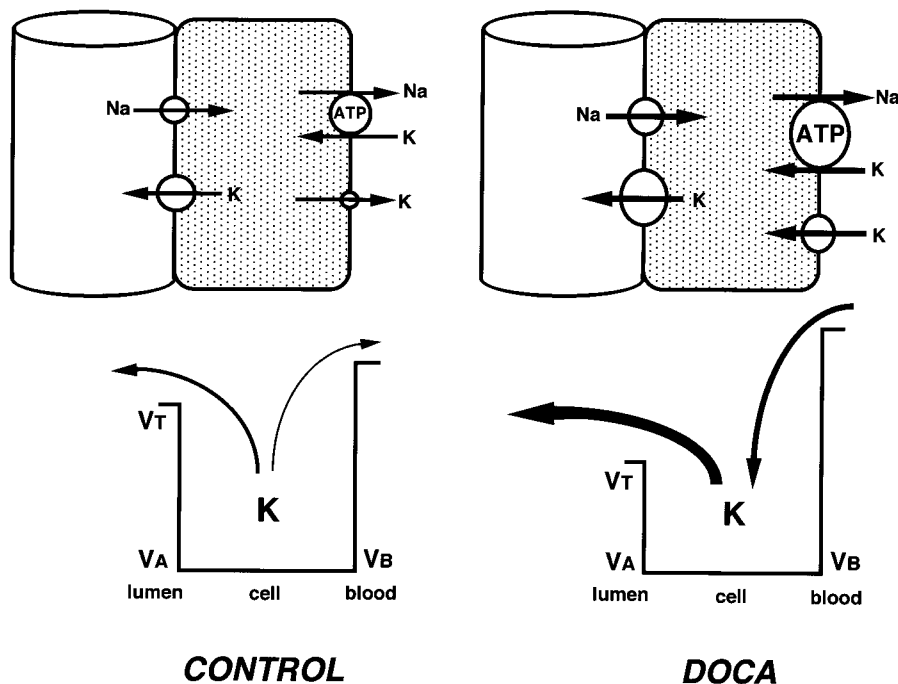 Na
Na
ATP
K
K
K
Na
Na
ATP
K
K
K
VT
K
VA
VB
lumen
cell
blood
VT
K
VA
VB
lumen
cell
blood
CONTROL
DOCA